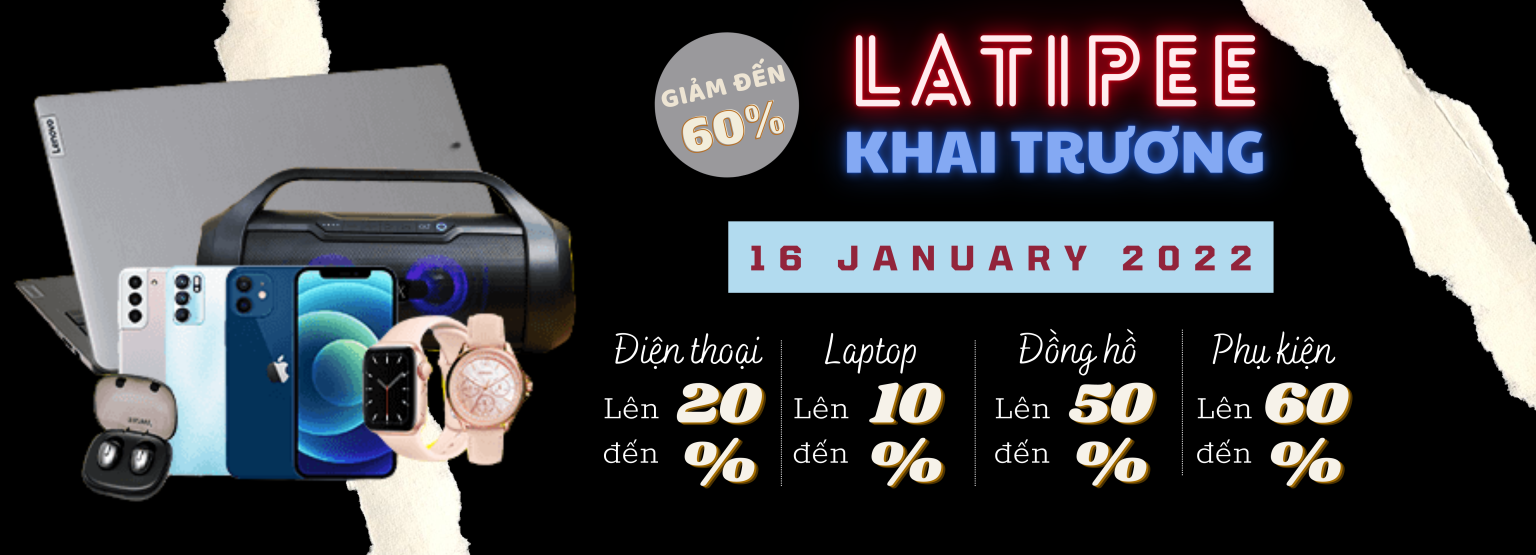 Lenovo
GIẢM ĐẾN
60%
LATIPEE
KHAI TRƯƠNG
16 JANUARY 2022
Điện thoại
Lên 20
đến %
Laptop
Lên 10
đến %
Đồng hồ
Lên 50
đến %
Phụ kiện
Lên 60
đến %